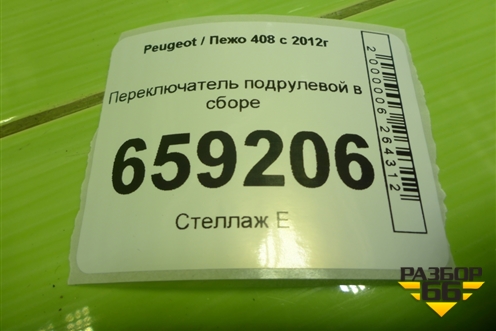 Peugeot / Пежо 408 с 2012г
Переключатель подрулевой в
сборе
659206
Стеллаж Е
2000006264312
РАЗБОР
66